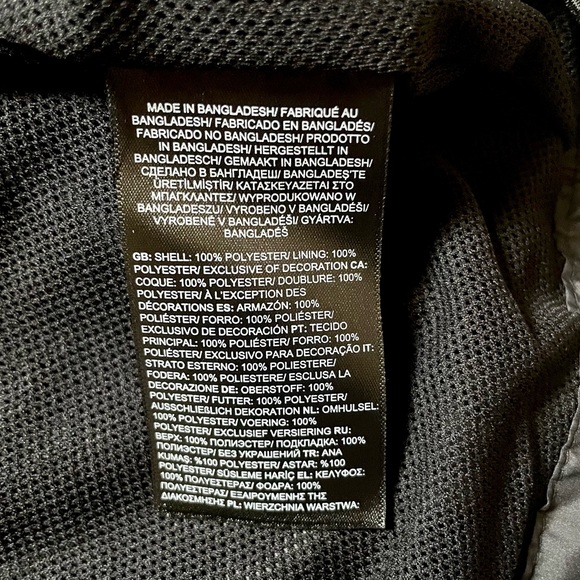 MADE IN BANGLADESH/ FABRIQUÉ AU
BANGLADESH/ FABRICADO EN BANGLADÉS/
FABRICADO NO BANGLADESH/ PRODOTTO
IN BANGLADESH/ HERGESTELLT IN
BANGLADESCH/ GEMAAKT IN BANGLADESH/
СДЕЛАНО В БАНГЛАДЕШ/ BANGLADEŞ'TE
ÜRETİLMİŞTİR/ ΚΑΤΑΣΚΕΥΑΖΕΤΑΙ ΣΤΟ
ΜΠΑΓΚΛΑΝΤΕΣ/ WYPRODUKOWANO W
BANGLADESZU/ VYROBENO V BANGLADÉŠI/
VYROBENÉ V BANGLADÉŠI/ GYÁRTVA:
BANGLADÉŠ
GB: SHELL: 100% POLYESTER/ LINING: 100%
POLYESTER/ EXCLUSIVE OF DECORATION CA:
COQUE: 100% POLYESTER/ DOUBLURE: 100%
POLYESTER/ À L'EXCEPTION DES
DÉCORATIONS ES: ARMAZÓN: 100%
POLIÉSTER/ FORRO: 100% POLIÉSTER/
EXCLUSIVO DE DECORACIÓN PT: TECIDO
PRINCIPAL: 100% POLIÉSTER/ FORRO: 100%
POLIÉSTER/ EXCLUSIVO PARA DECORAÇÃO IT:
STRATO ESTERNO: 100% POLIESTERE/
FODERA: 100% POLIESTERE/ ESCLUSA LA
DECORAZIONE DE: OBERSTOFF: 100%
POLYESTER/ FUTTER: 100% POLYESTER/
AUSSCHLIEßLICH DEKORATION NL: OMHULSEL:
100% POLYESTER/ VOERING: 100%
POLYESTER/ EXCLUSIEF VERSIERING RU:
ВЕРХ: 100% ПОЛИЭСТЕР/ ПОДКЛАДКА: 100%
ПОЛИЭСТЕР/ БЕЗ УКРАШЕНИЙ TR: ANA
KUMAS: %100 POLYESTER/ ASTAR: %100
POLYESTER/ SÜSLEME HARİÇ EL: ΚΕΛΥΦΟΣ:
100% ΠΟΛΥΕΣΤΕΡΑΣ/ ΦΟΔΡΑ: 100%
ΠΟΛΥΕΣΤΕΡΑΣ/ ΕΞΑΙΡΟΥΜΕΝΗΣ ΤΗΣ
ΔΙΑΚΟΣΜΗΣΗΣ PL: WIERZCHNIA WARSTWA: